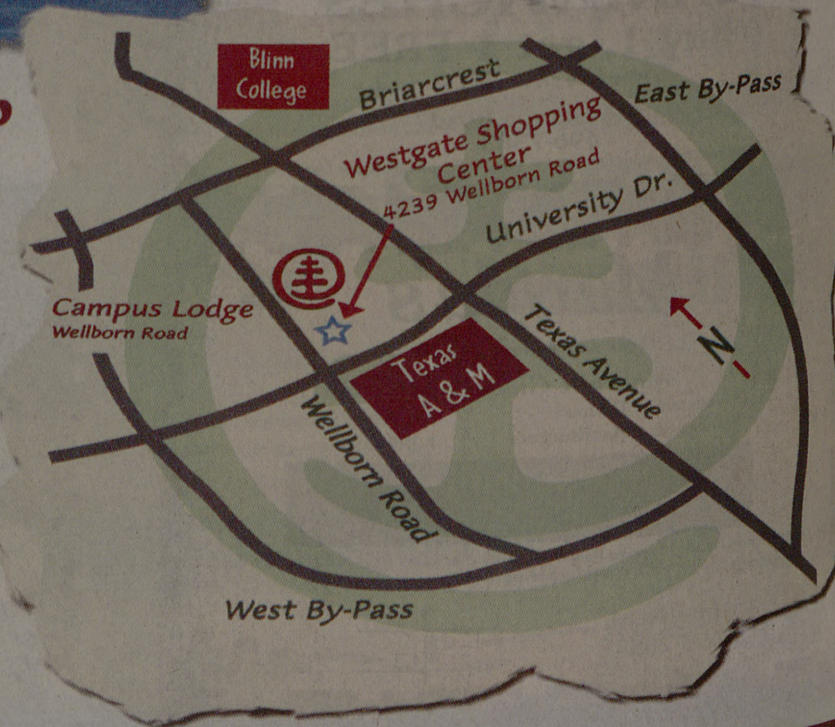 Blinn
College
Briarcrest
East By-Pass
Westgate Shopping
Center
4239 Wellborn Road
University Dr.
Campus Lodge
Wellborn Road
Texas
A & M
Texas Avenue
N
Wellborn Road
West By-Pass